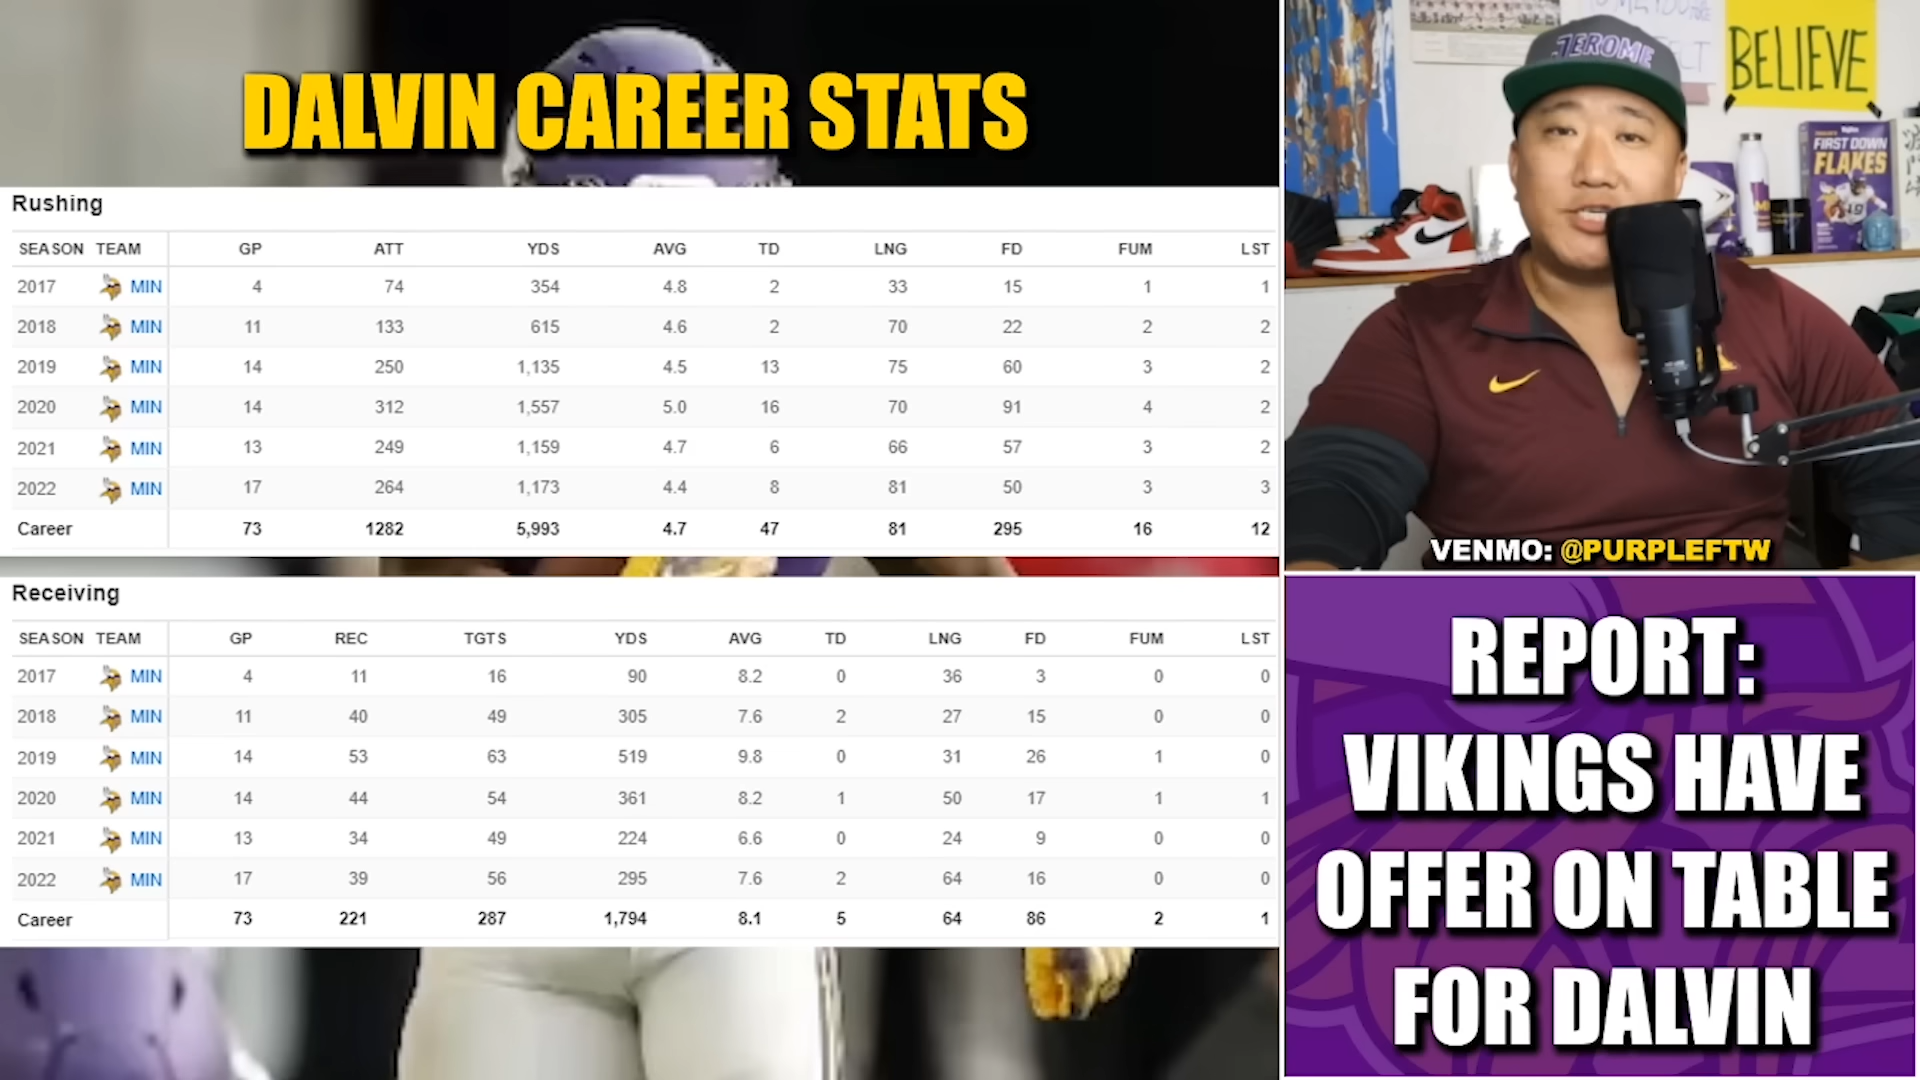 DALVIN CAREER STATS
Rushing
SEASON TEAM GP ATT YDS AVG TD LNG FD FUM LST
2017 MIN 4 74 354 4.8 2 33 15 1 1
2018 MIN 11 133 615 4.6 2 70 22 2 2
2019 MIN 14 250 1,135 4.5 13 75 60 3 2
2020 MIN 14 312 1,557 5.0 16 70 91 4 2
2021 MIN 13 249 1,159 4.7 6 66 57 3 2
2022 MIN 17 264 1,173 4.4 8 81 50 3 3
Career 73 1282 5,993 4.7 47 81 295 16 12
Receiving
SEASON TEAM GP REC TGTS YDS AVG TD LNG FD FUM LST
2017 MIN 4 11 16 90 8.2 0 36 3 0 0
2018 MIN 11 40 49 305 7.6 2 27 15 0 0
2019 MIN 14 53 63 519 9.8 0 31 26 1 0
2020 MIN 14 44 54 361 8.2 1 50 17 1 1
2021 MIN 13 34 49 224 6.6 0 24 9 0 0
2022 MIN 17 39 56 295 7.6 2 64 16 0 0
Career 73 221 287 1,794 8.1 5 64 86 2 1
JEROME
BELIEVE
FIRST DOWN
FLAKES
VENMO: @PURPLEFTW
REPORT:
VIKINGS HAVE
OFFER ON TABLE
FOR DALVIN